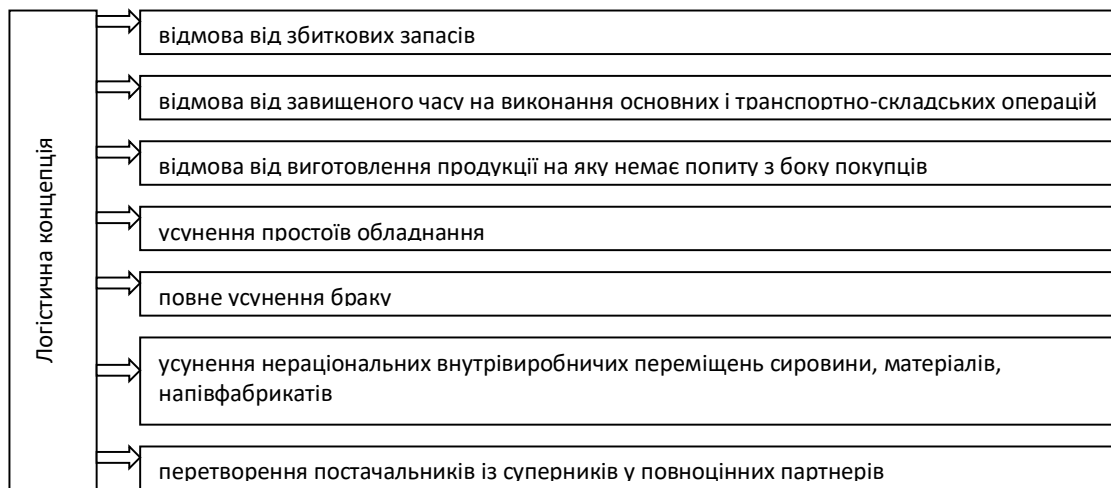 Логістична концепція
відмова від збиткових запасів
відмова від завищеного часу на виконання основних і транспортно-складських операцій
відмова від виготовлення продукції на яку немає попиту з боку покупців
усунення простоїв обладнання
повне усунення браку
усунення нераціональних внутрівиробничих переміщень сировини, матеріалів,
напівфабрикатів
перетворення постачальників із суперників у повноцінних партнерів